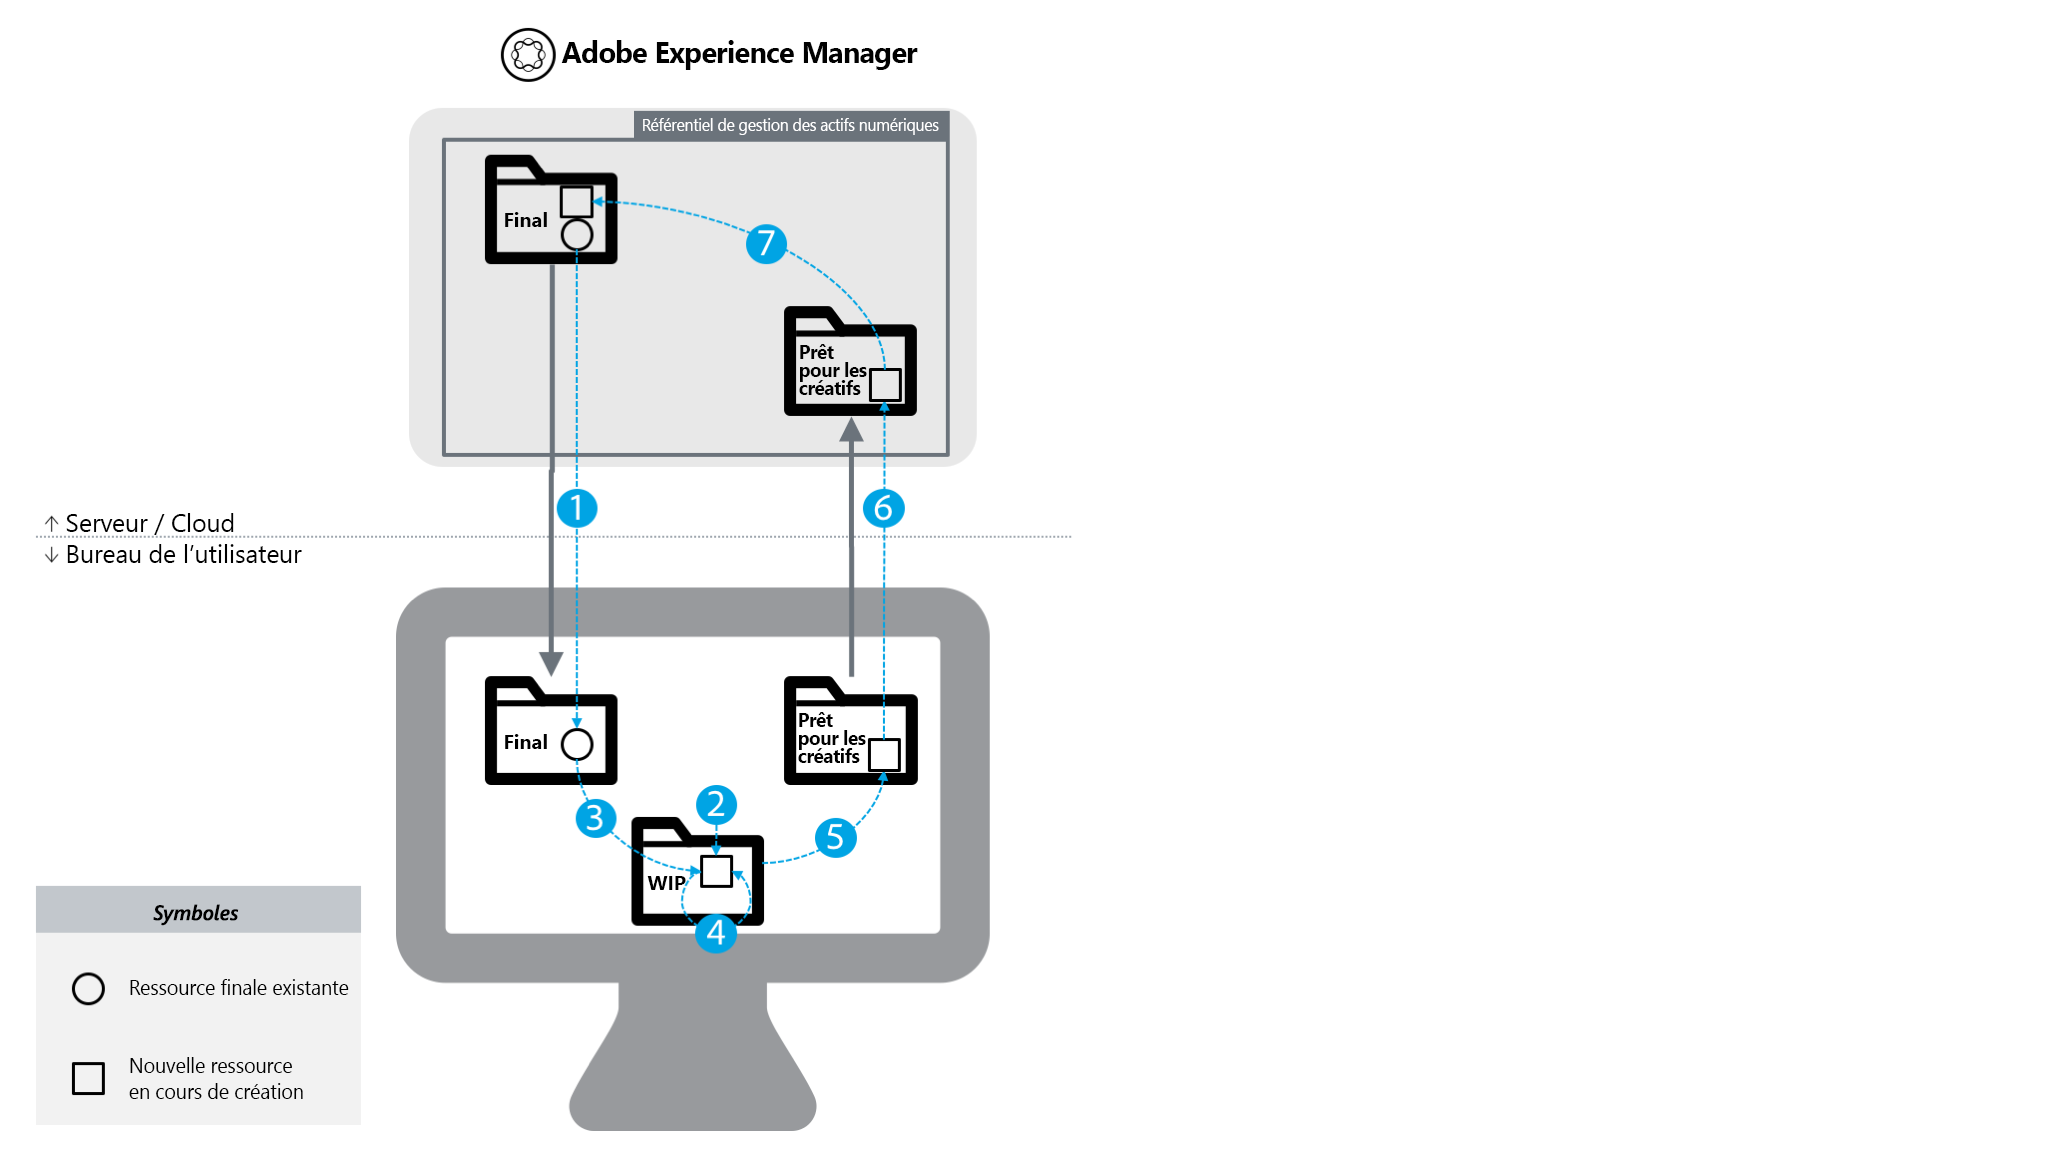 Adobe Experience Manager
Référentiel de gestion des actifs numériques
Final
7
Prêt
pour les
créatifs
1
6
↑ Serveur / Cloud
↓ Bureau de l’utilisateur
Final
Prêt
pour les
créatifs
2
3
5
WIP
4
Symboles
Ressource finale existante
Nouvelle ressource
en cours de création